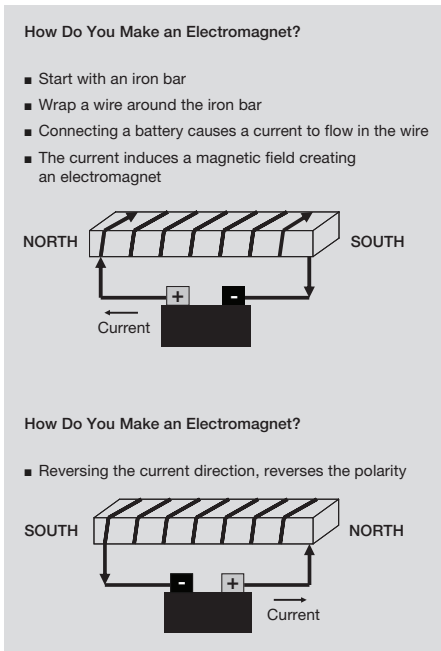 How Do You Make an Electromagnet?
■ Start with an iron bar
■ Wrap a wire around the iron bar
■ Connecting a battery causes a current to flow in the wire
■ The current induces a magnetic field creating
an electromagnet
NORTH
SOUTH
+
-
Current
How Do You Make an Electromagnet?
■ Reversing the current direction, reverses the polarity
SOUTH
NORTH
-
+
Current